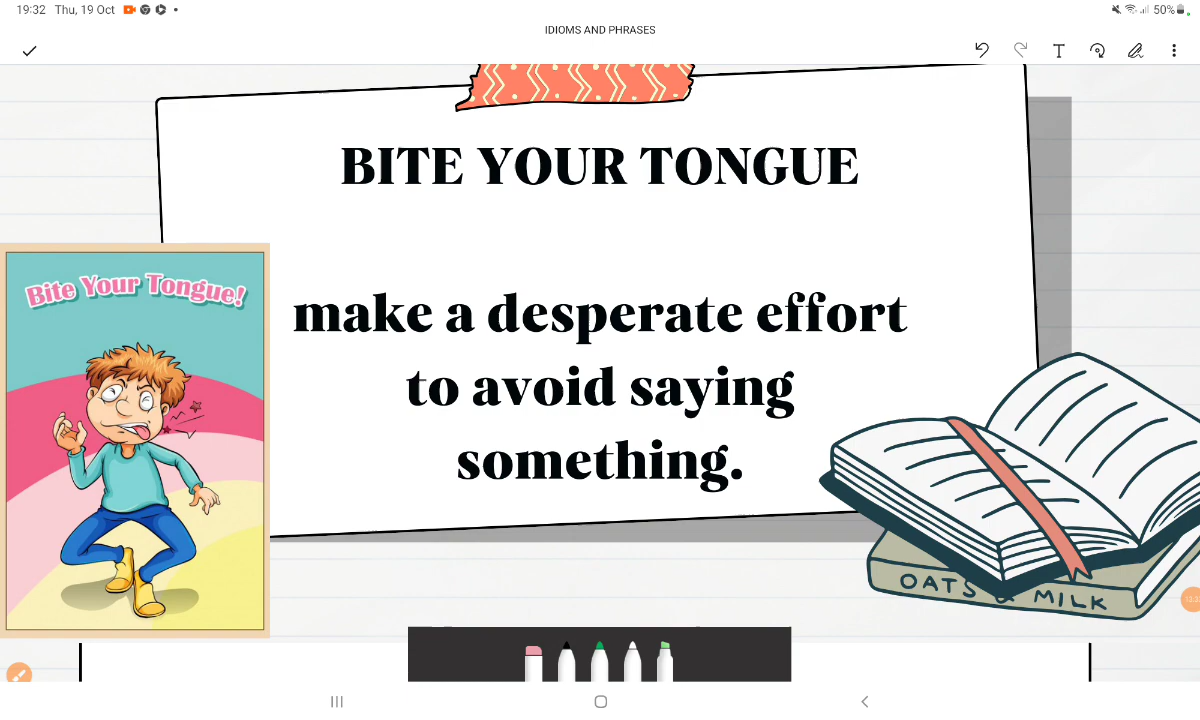 19:32 Thu, 19 Oct
50%
IDIOMS AND PHRASES
T
BITE YOUR TONGUE
Bite Your Tongue!
make a desperate effort
to avoid saying
something.
OATS & MILK